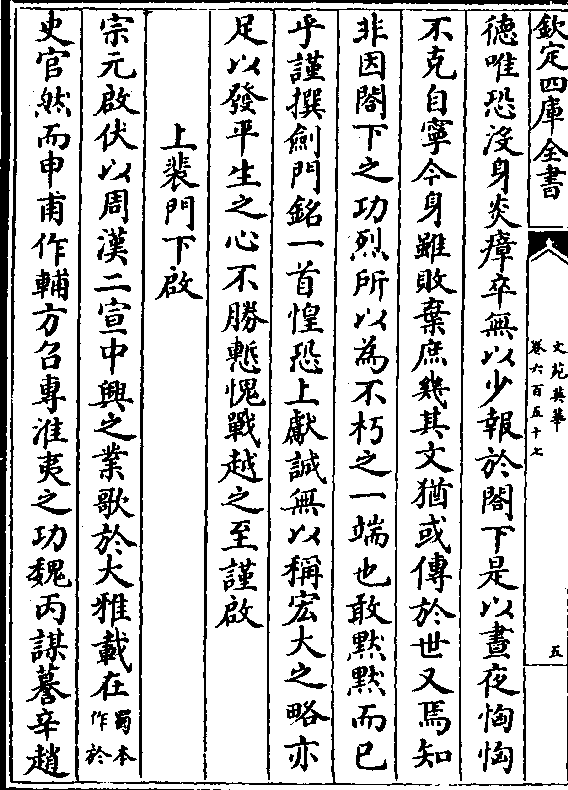 欽定四庫全書
文苑英華
卷六百五十七
五
德唯恐沒身炎瘴卒無以少報於閤下是以晝夜恟恟
不克自寧今身雖敗棄庶幾其文猶或傳於世又焉知
非因閤下之功烈所以為不朽之一端也敢黙黙而已
乎謹撰劍門銘一首惶恐上獻誠無以稱宏大之略亦
足以發平生之心不勝慙愧戰越之至謹啟
上裴門下啟
宗元啟伏以周漢二宣中興之業歌於大雅載在蜀本作於
史官然而申甫作輔方召專淮夷之功魏丙謀謩辛趙